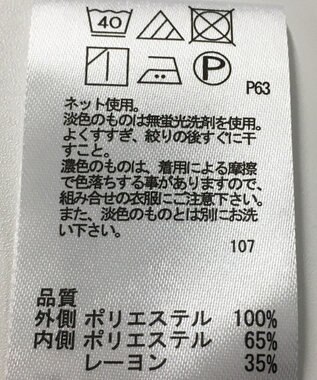 40
P
P63
ネット使用。
淡色のものは無蛍光洗剤を使用。
よくすすぎ、絞りの後すぐに干
すこと。
濃色のものは、着用による摩擦
で色落ちする事がありますので、
組み合せの衣服にご注意下さい。
また、淡色のものとは別にお洗
い下さい。
107
品質
外側 ポリエステル 100%
内側 ポリエステル 65%
レーヨン 35%